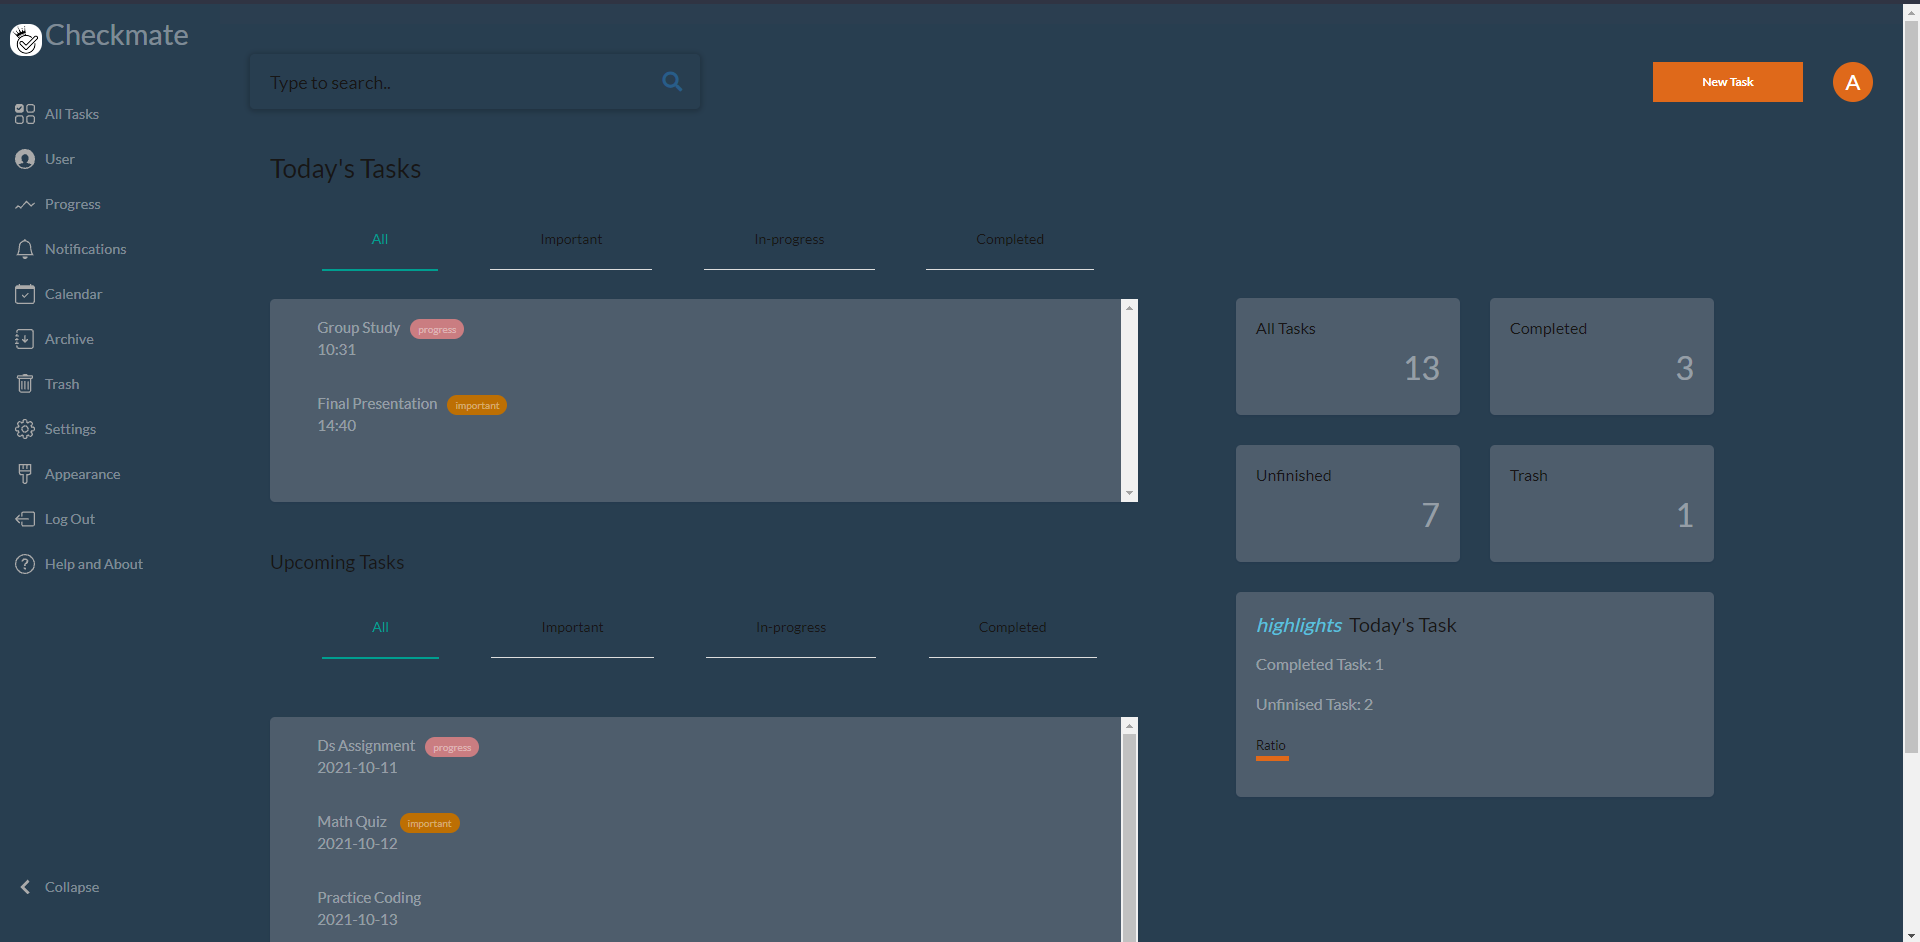 Checkmate
All Tasks
User
Progress
Notifications
Calendar
Archive
Trash
Settings
Appearance
Log Out
Help and About
Collapse
Type to search..
New Task
A
Today's Tasks
All Important In-progress Completed
Group Study progress
10:31
Final Presentation important
14:40
Upcoming Tasks
All Important In-progress Completed
Ds Assignment progress
2021-10-11
Math Quiz important
2021-10-12
Practice Coding
2021-10-13
All Tasks
13
Completed
3
Unfinished
7
Trash
1
highlights Today's Task
Completed Task: 1
Unfinised Task: 2
Ratio